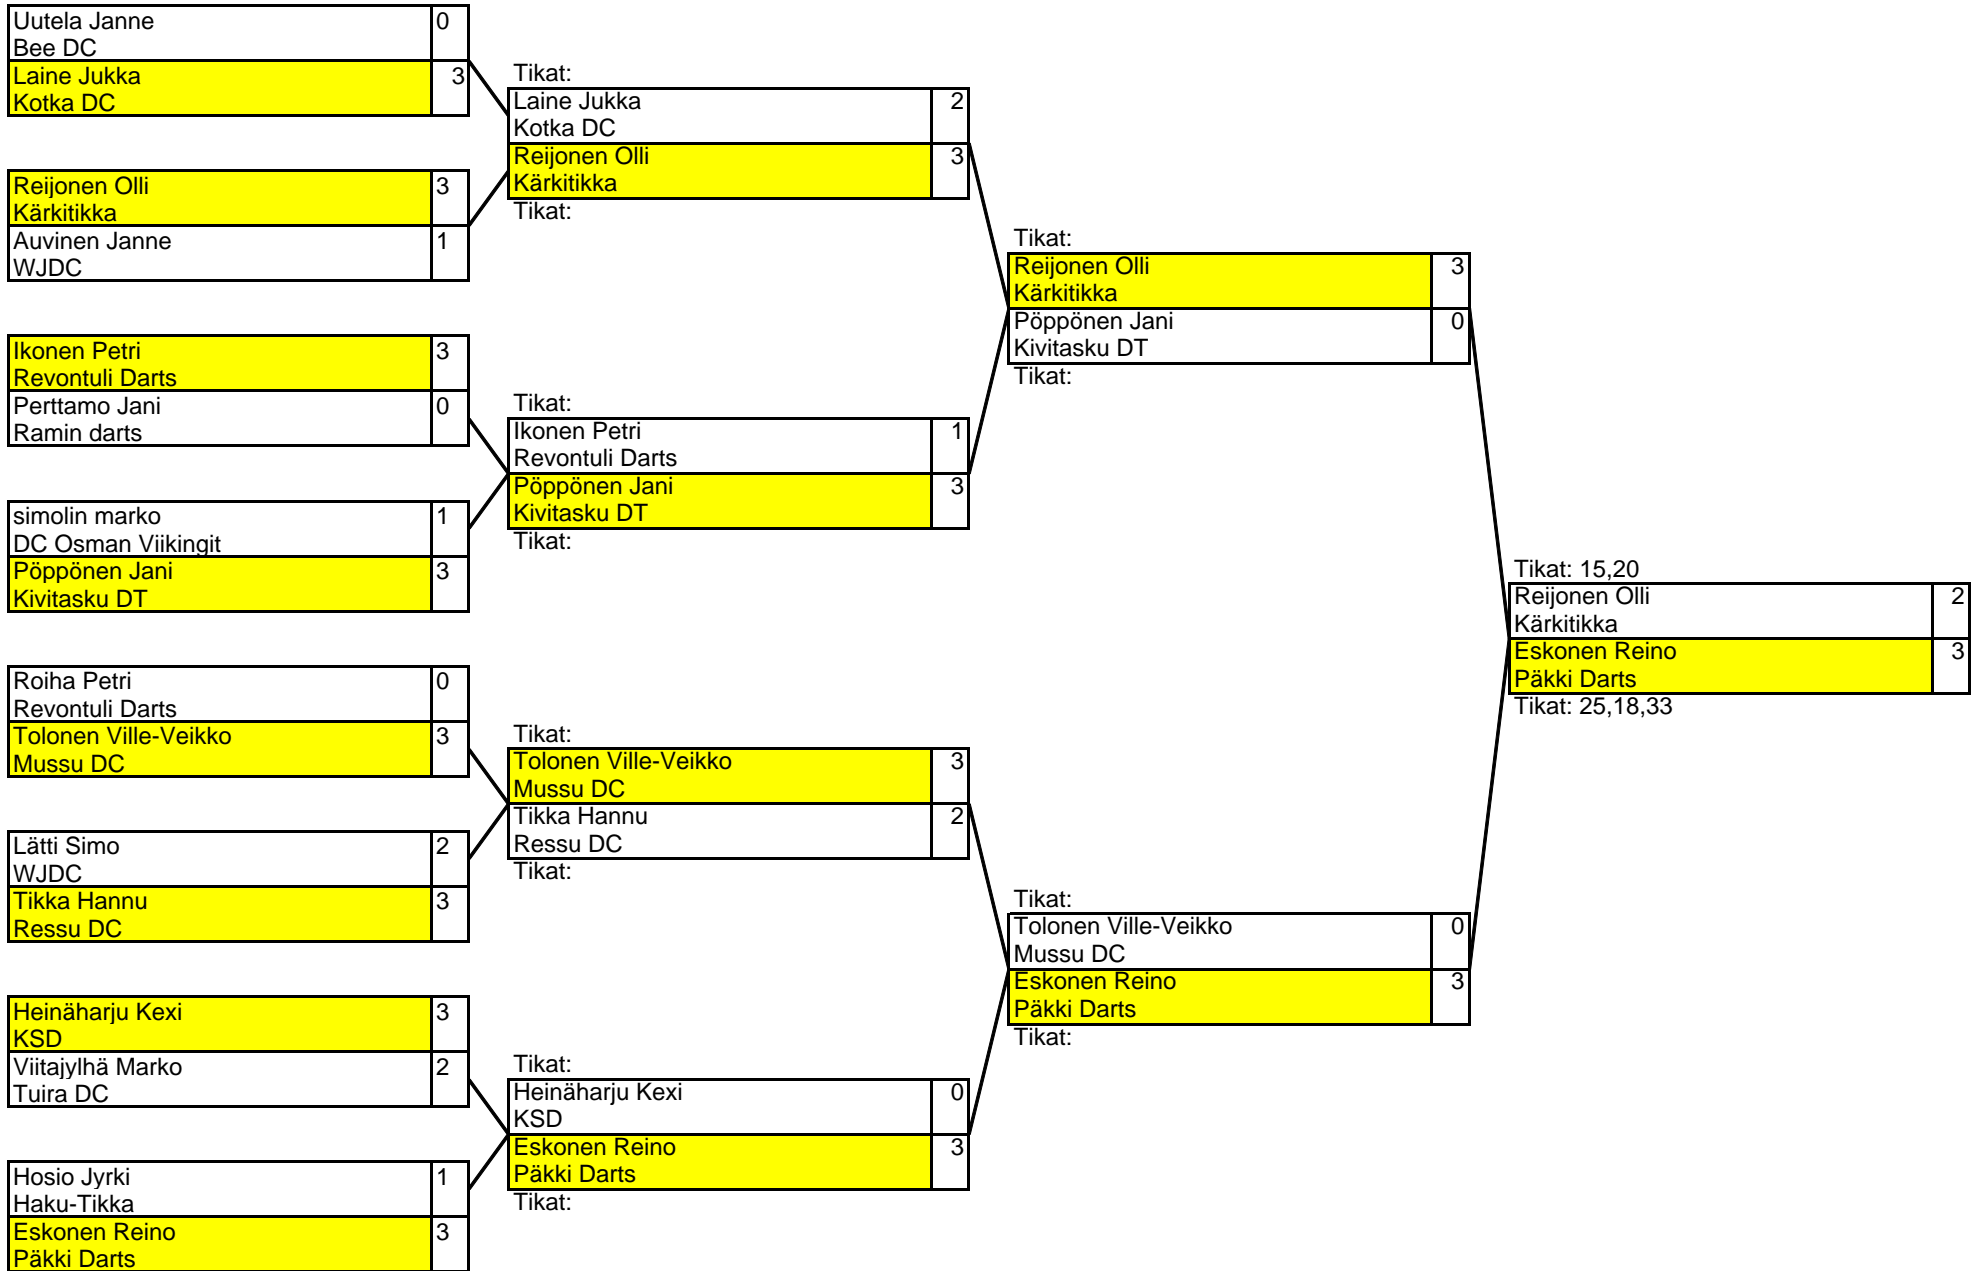 Uutela Janne 0
Bee DC
Laine Jukka 3
Kotka DC
Reijonen Olli 3
Kärkitikka
Auvinen Janne 1
WJDC
Ikonen Petri 3
Revontuli Darts
Perttamo Jani 0
Ramin darts
simolin marko 1
DC Osman Viikingit
Pöppönen Jani 3
Kivitasku DT
Roiha Petri 0
Revontuli Darts
Tolonen Ville-Veikko 3
Mussu DC
Lätti Simo 2
WJDC
Tikka Hannu 3
Ressu DC
Heinäharju Kexi 3
KSD
Viitajylhä Marko 2
Tuira DC
Hosio Jyrki 1
Haku-Tikka
Eskonen Reino 3
Päkki Darts
Tikat:
Laine Jukka 2
Kotka DC
Reijonen Olli 3
Kärkitikka
Tikat:
Tikat:
Ikonen Petri 1
Revontuli Darts
Pöppönen Jani 3
Kivitasku DT
Tikat:
Tikat:
Tolonen Ville-Veikko 3
Mussu DC
Tikka Hannu 2
Ressu DC
Tikat:
Tikat:
Heinäharju Kexi 0
KSD
Eskonen Reino 3
Päkki Darts
Tikat:
Tikat:
Reijonen Olli 3
Kärkitikka
Pöppönen Jani 0
Kivitasku DT
Tikat:
Tikat:
Tolonen Ville-Veikko 0
Mussu DC
Eskonen Reino 3
Päkki Darts
Tikat:
Tikat: 15,20
Reijonen Olli 2
Kärkitikka
Eskonen Reino 3
Päkki Darts
Tikat: 25,18,33